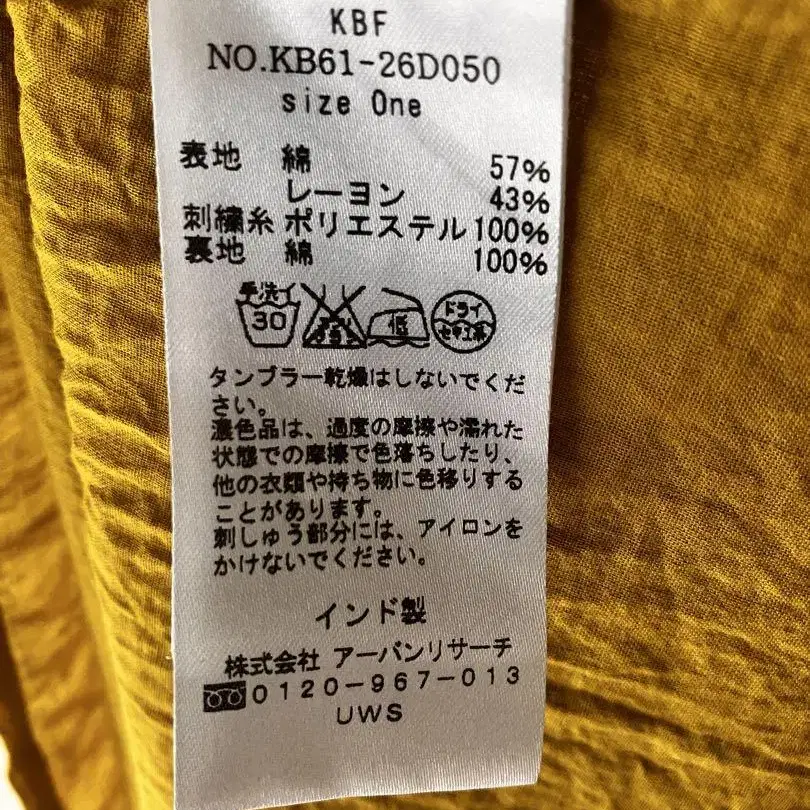 KBF
NO.KB61-26D050
size One
表地 綿 57%
レーヨン 43%
刺繍糸 ポリエステル 100%
裏地 綿 100%
手洗イ
30 低 ドライ
セキユ系
タンブラー乾燥はしないでくだ
さい。
濃色品は、過度の摩擦や濡れた
状態での摩擦で色落ちしたり、
他の衣類や持ち物に色移りする
ことがあります。
刺しゅう部分には、アイロンを
かけないでください。
インド製
株式会社 アーバンリサーチ
0120-967-013
UWS